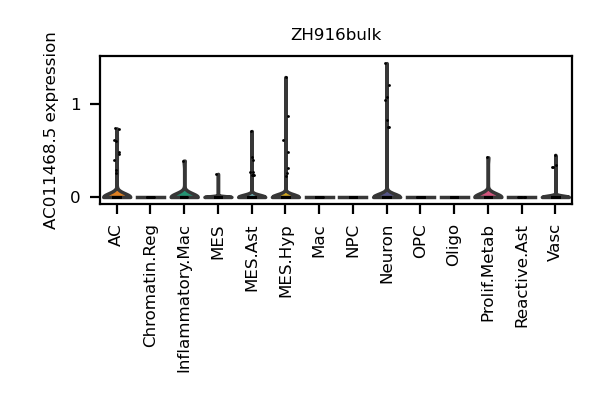 ZH916bulk
AC011468.5 expression
1
0
AC
Chromatin.Reg
Inflammatory.Mac
MES
MES.Ast
MES.Hyp
Mac
NPC
Neuron
OPC
Oligo
Prolif.Metab
Reactive.Ast
Vasc